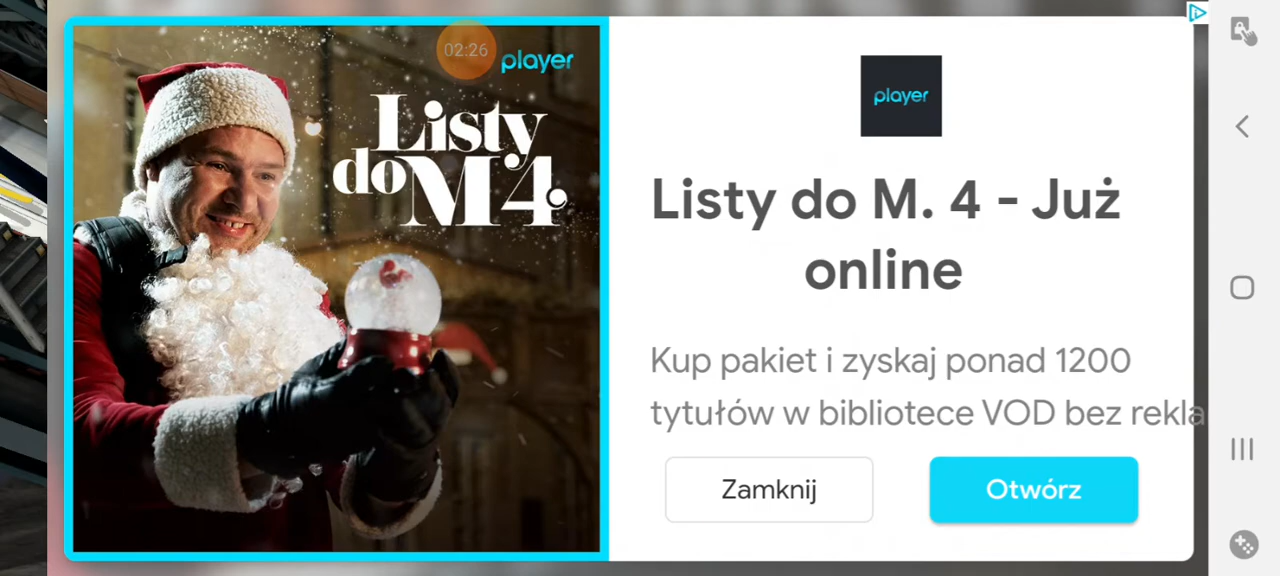 02:26
player
Listy
do M 4
player
Listy do M. 4 - Już
online
Kup pakiet i zyskaj ponad 1200
tytułów w bibliotece VOD bez rekla
Zamknij
Otwórz